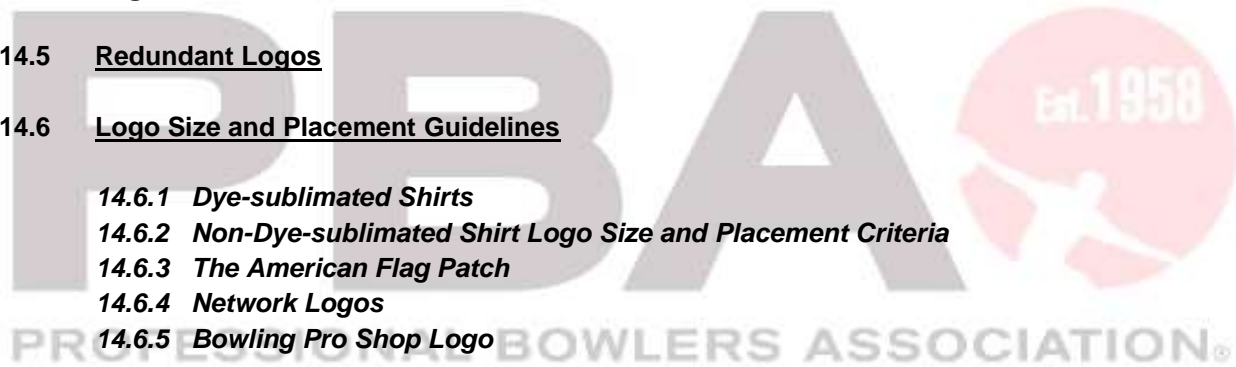 14.5 Redundant Logos
14.6 Logo Size and Placement Guidelines
14.6.1 Dye-sublimated Shirts
14.6.2 Non-Dye-sublimated Shirt Logo Size and Placement Criteria
14.6.3 The American Flag Patch
14.6.4 Network Logos
14.6.5 Bowling Pro Shop Logo
PBA
Est.1958
PROFESSIONAL BOWLERS ASSOCIATION®